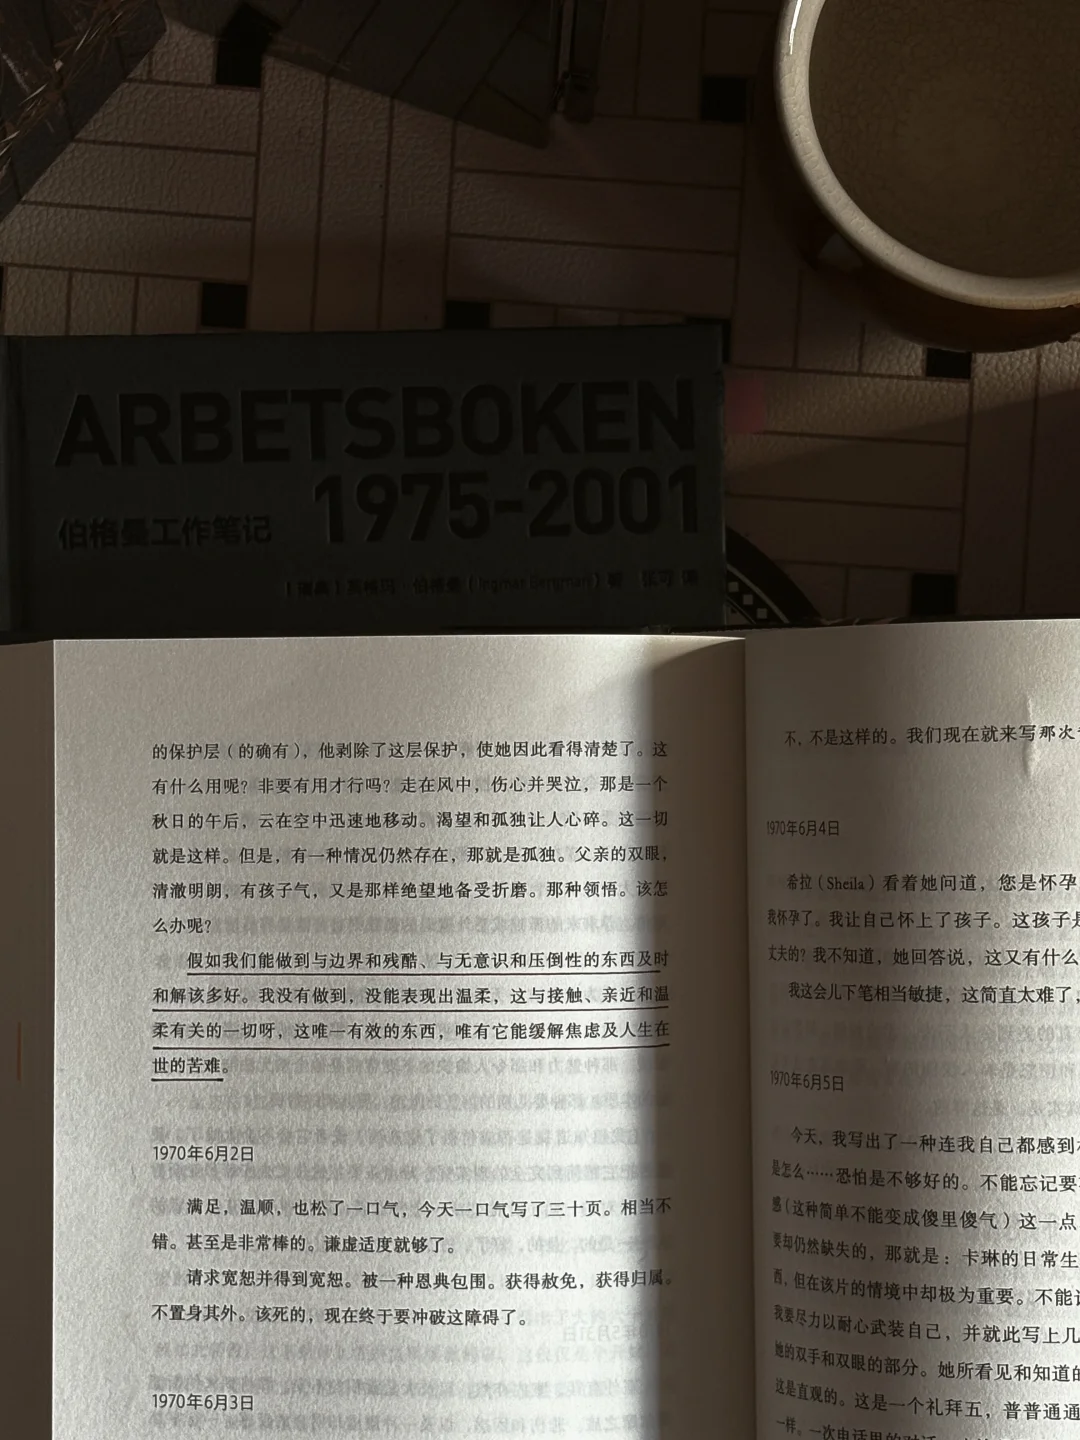 ARBETSBOKEN
1975-2001
伯格曼工作笔记
的保护层（的确有），他剥除了这层保护，使她因此看得清楚了。这
有什么用呢？非要有用才行吗？走在风中，伤心并哭泣，那是一个
秋日的午后，云在空中迅速地移动。渴望和孤独让人心碎。这一切
就是这样。但是，有一种情况仍然存在，那就是孤独。父亲的双眼，
清澈明朗，有孩子气，又是那样绝望地备受折磨。那种领悟。该怎
么办呢？
假如我们能做到与边界和残酷、与无意识和压倒性的东西及时
和解该多好。我没有做到，没能表现出温柔，这与接触、亲近和温
柔有关的一切呀，这唯一有效的东西，唯有它能缓解焦虑及人生在
世的苦难。
1970年6月2日
满足，温顺，也松了一口气，今天一口气写了三十页。相当不
错。甚至是非常棒的。谦虚适度就够了。
请求宽恕并得到宽恕。被一种恩典包围。获得赦免，获得归属。
不置身其外。该死的，现在终于要冲破这障碍了。
1970年6月3日
不，不是这样的。我们现在就来写那次
1970年6月4日
希拉（Sheila）看着她问道，您是怀孕
我怀孕了。我让自己怀上了孩子。这孩子是
丈夫的？我不知道，她回答说，这又有什么
我这会儿下笔相当敏捷，这简直太难了，
1970年6月5日
今天，我写出了一种连我自己都感到
是怎么……恐怕是不够好的。不能忘记要
感（这种简单不能变成傻里傻气）这一点
要却仍然缺失的，那就是：卡琳的日常生
西，但在该片的情境中却极为重要。不能
我要尽力以耐心武装自己，并就此写上几
她的双手和双眼的部分。她所看见和知道的
这是直观的。这是一个礼拜五，普普通通
一样。一次电话里的对话